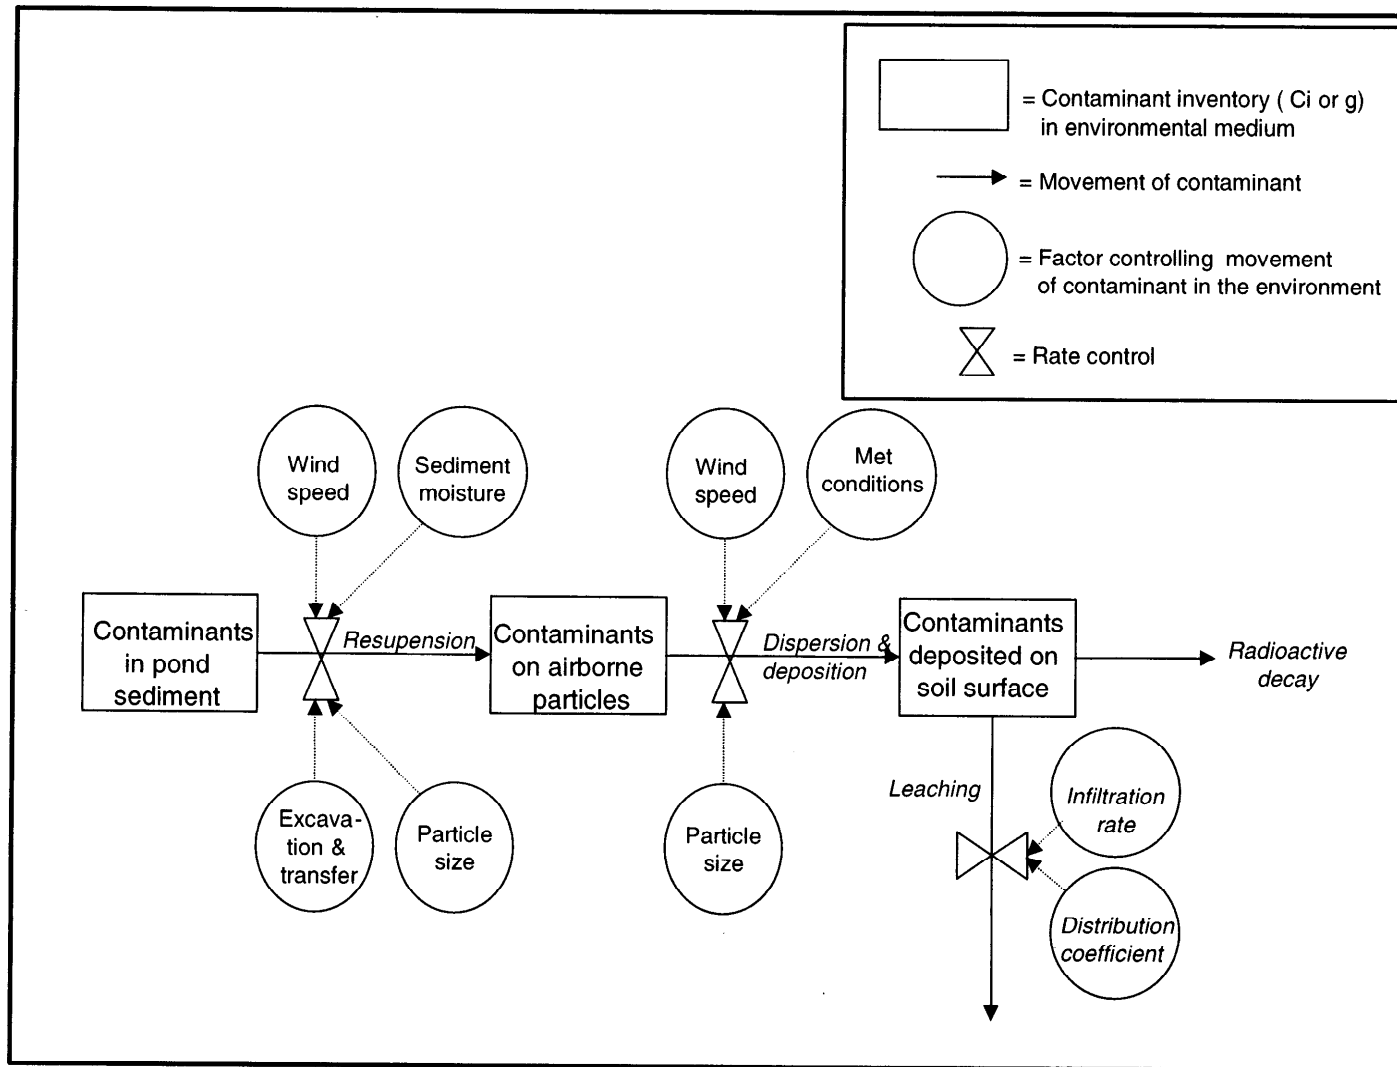 = Contaminant inventory ( Ci or g)
in environmental medium
= Movement of contaminant
= Factor controlling movement
of contaminant in the environment
= Rate control
Wind
speed
Sediment
moisture
Wind
speed
Met
conditions
Contaminants
in pond
sediment
Resupension
Contaminants
on airborne
particles
Dispersion &
deposition
Contaminants
deposited on
soil surface
Radioactive
decay
Excava-
tion &
transfer
Particle
size
Particle
size
Leaching
Infiltration
rate
Distribution
coefficient